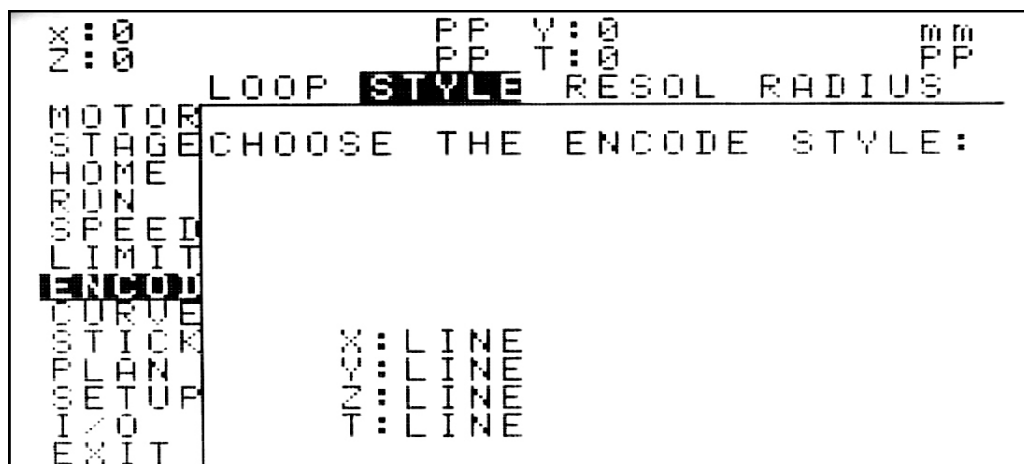 X:0 PP Y:0 mm
Z:0 PP T:0 PP
LOOP STYLE RESOL RADIUS
MOTOR
STAGE
HOME
RUN
SPEED
LIMIT
ENCOD
CURVE
STICK
PLAN
SETUP
I/O
EXIT
CHOOSE THE ENCODE STYLE:
X:LINE
Y:LINE
Z:LINE
T:LINE